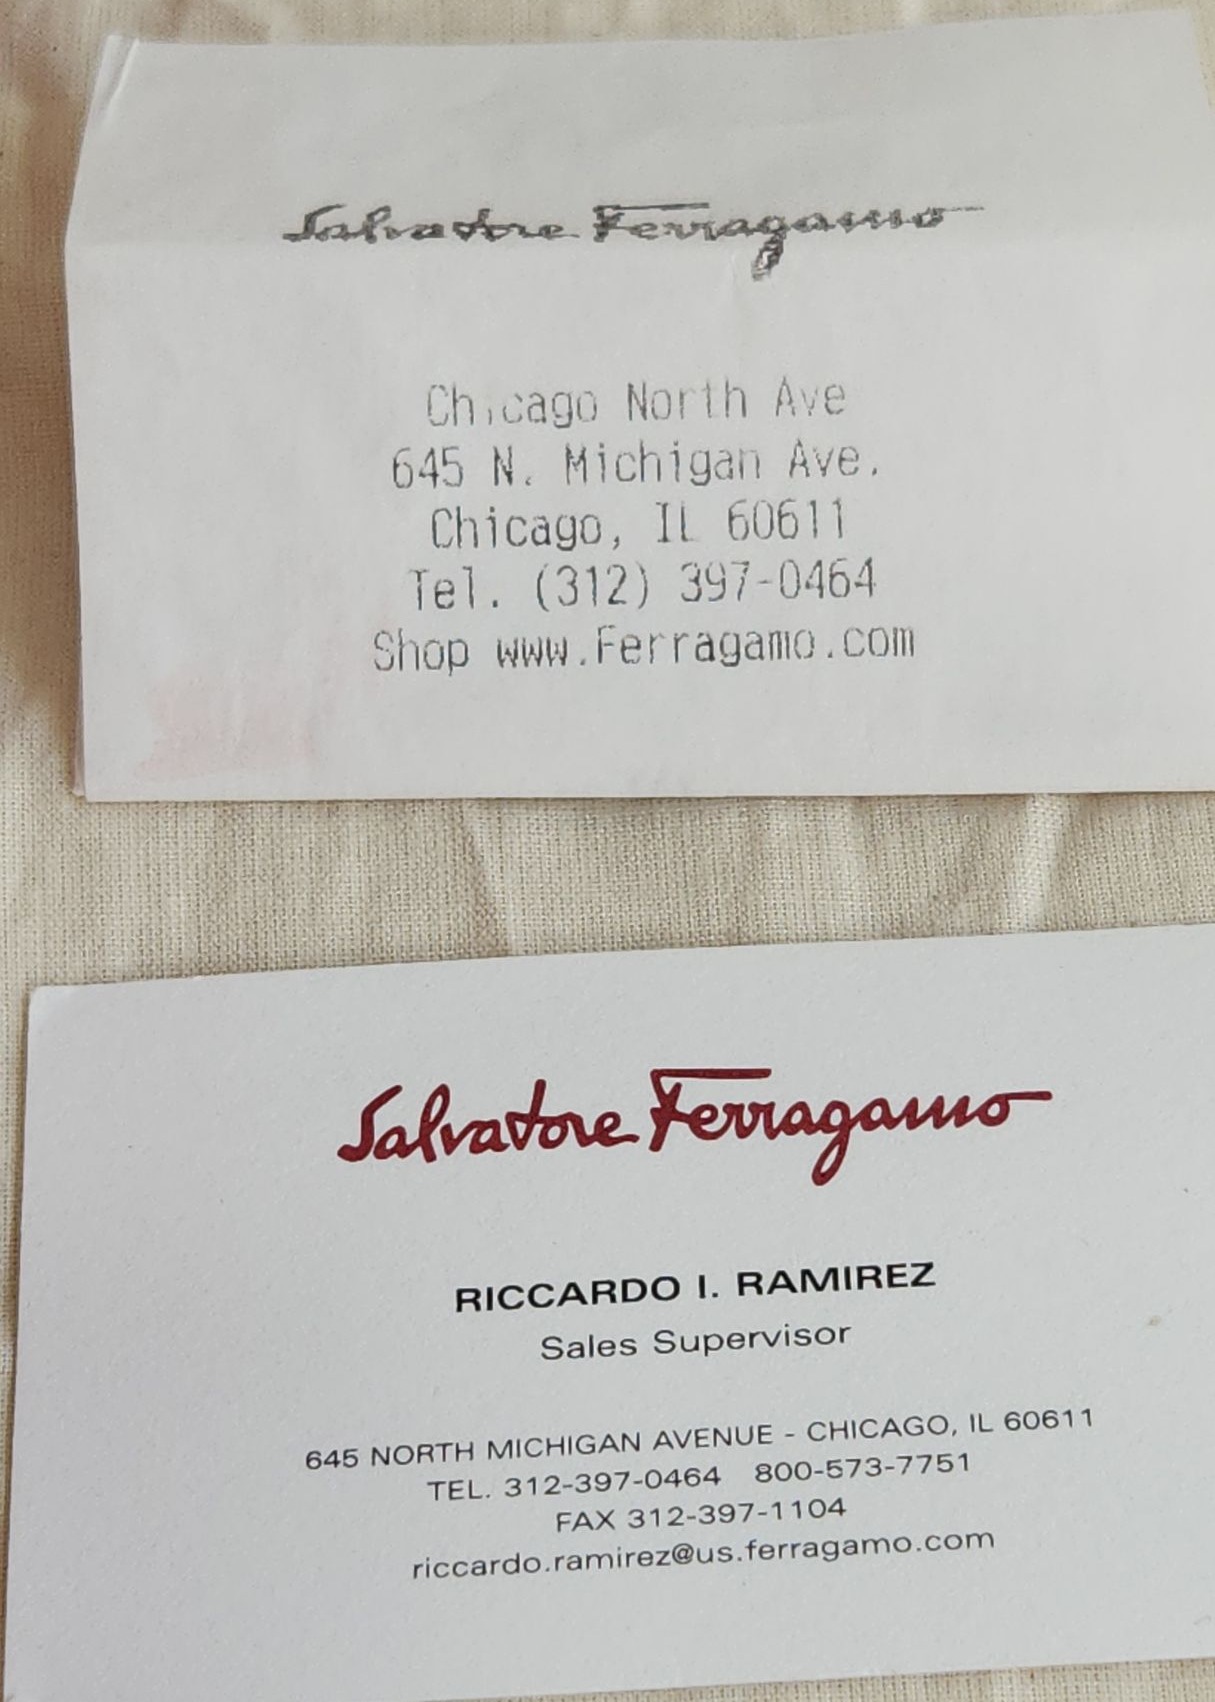 Salvatore Ferragamo
Chicago North Ave
645 N. Michigan Ave.
Chicago, IL 60611
Tel. (312) 397-0464
Shop www.Ferragamo.com
Salvatore Ferragamo
RICCARDO I. RAMIREZ
Sales Supervisor
645 NORTH MICHIGAN AVENUE - CHICAGO, IL 60611
TEL. 312-397-0464 800-573-7751
FAX 312-397-1104
riccardo.ramirez@us.ferragamo.com